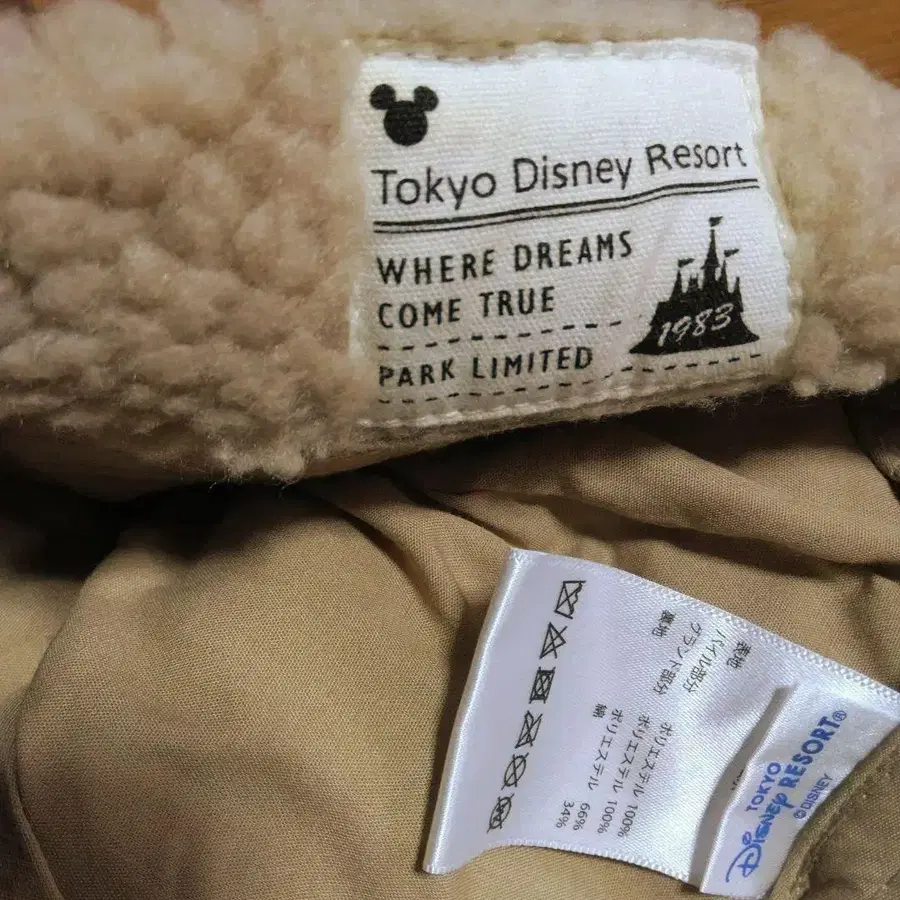 Tokyo Disney Resort
WHERE DREAMS
COME TRUE
1983
PARK LIMITED
表地
パイル部分 ポリエステル 100%
グランド部分 ポリエステル 100%
裏地 ポリエステル 66%
綿 34%
TOKYO
DISNEY RESORT®
©DISNEY